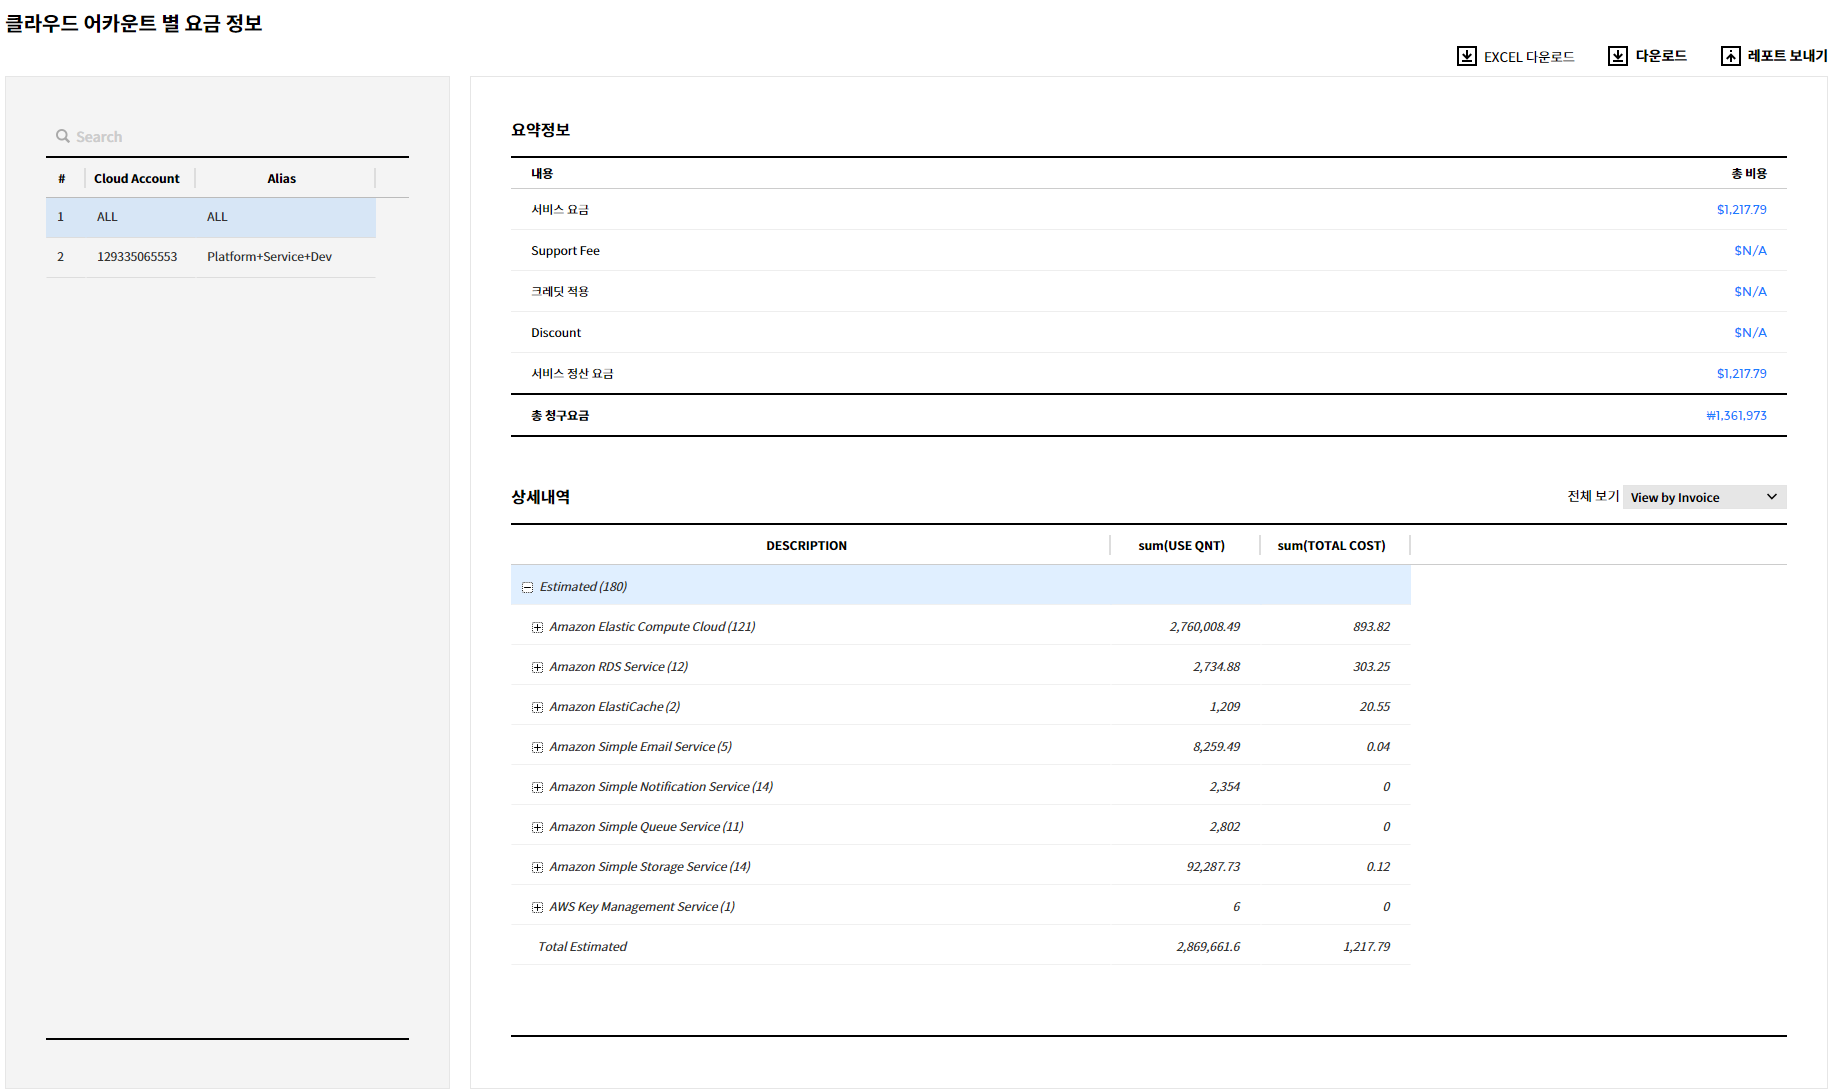 클라우드 어카운트 별 요금 정보
EXCEL 다운로드 다운로드 레포트 보내기
Search
# Cloud Account Alias
1 ALL ALL
2 129335065553 Platform+Service+Dev
요약정보
내용 총 비용
서비스 요금 $1,217.79
Support Fee $N/A
크레딧 적용 $N/A
Discount $N/A
서비스 정산 요금 $1,217.79
총 청구요금 ₩1,361,973
상세내역 전체 보기 View by Invoice
DESCRIPTION sum(USE QNT) sum(TOTAL COST)
Estimated (180)
Amazon Elastic Compute Cloud (121) 2,760,008.49 893.82
Amazon RDS Service (12) 2,734.88 303.25
Amazon ElastiCache (2) 1,209 20.55
Amazon Simple Email Service (5) 8,259.49 0.04
Amazon Simple Notification Service (14) 2,354 0
Amazon Simple Queue Service (11) 2,802 0
Amazon Simple Storage Service (14) 92,287.73 0.12
AWS Key Management Service (1) 6 0
Total Estimated 2,869,661.6 1,217.79